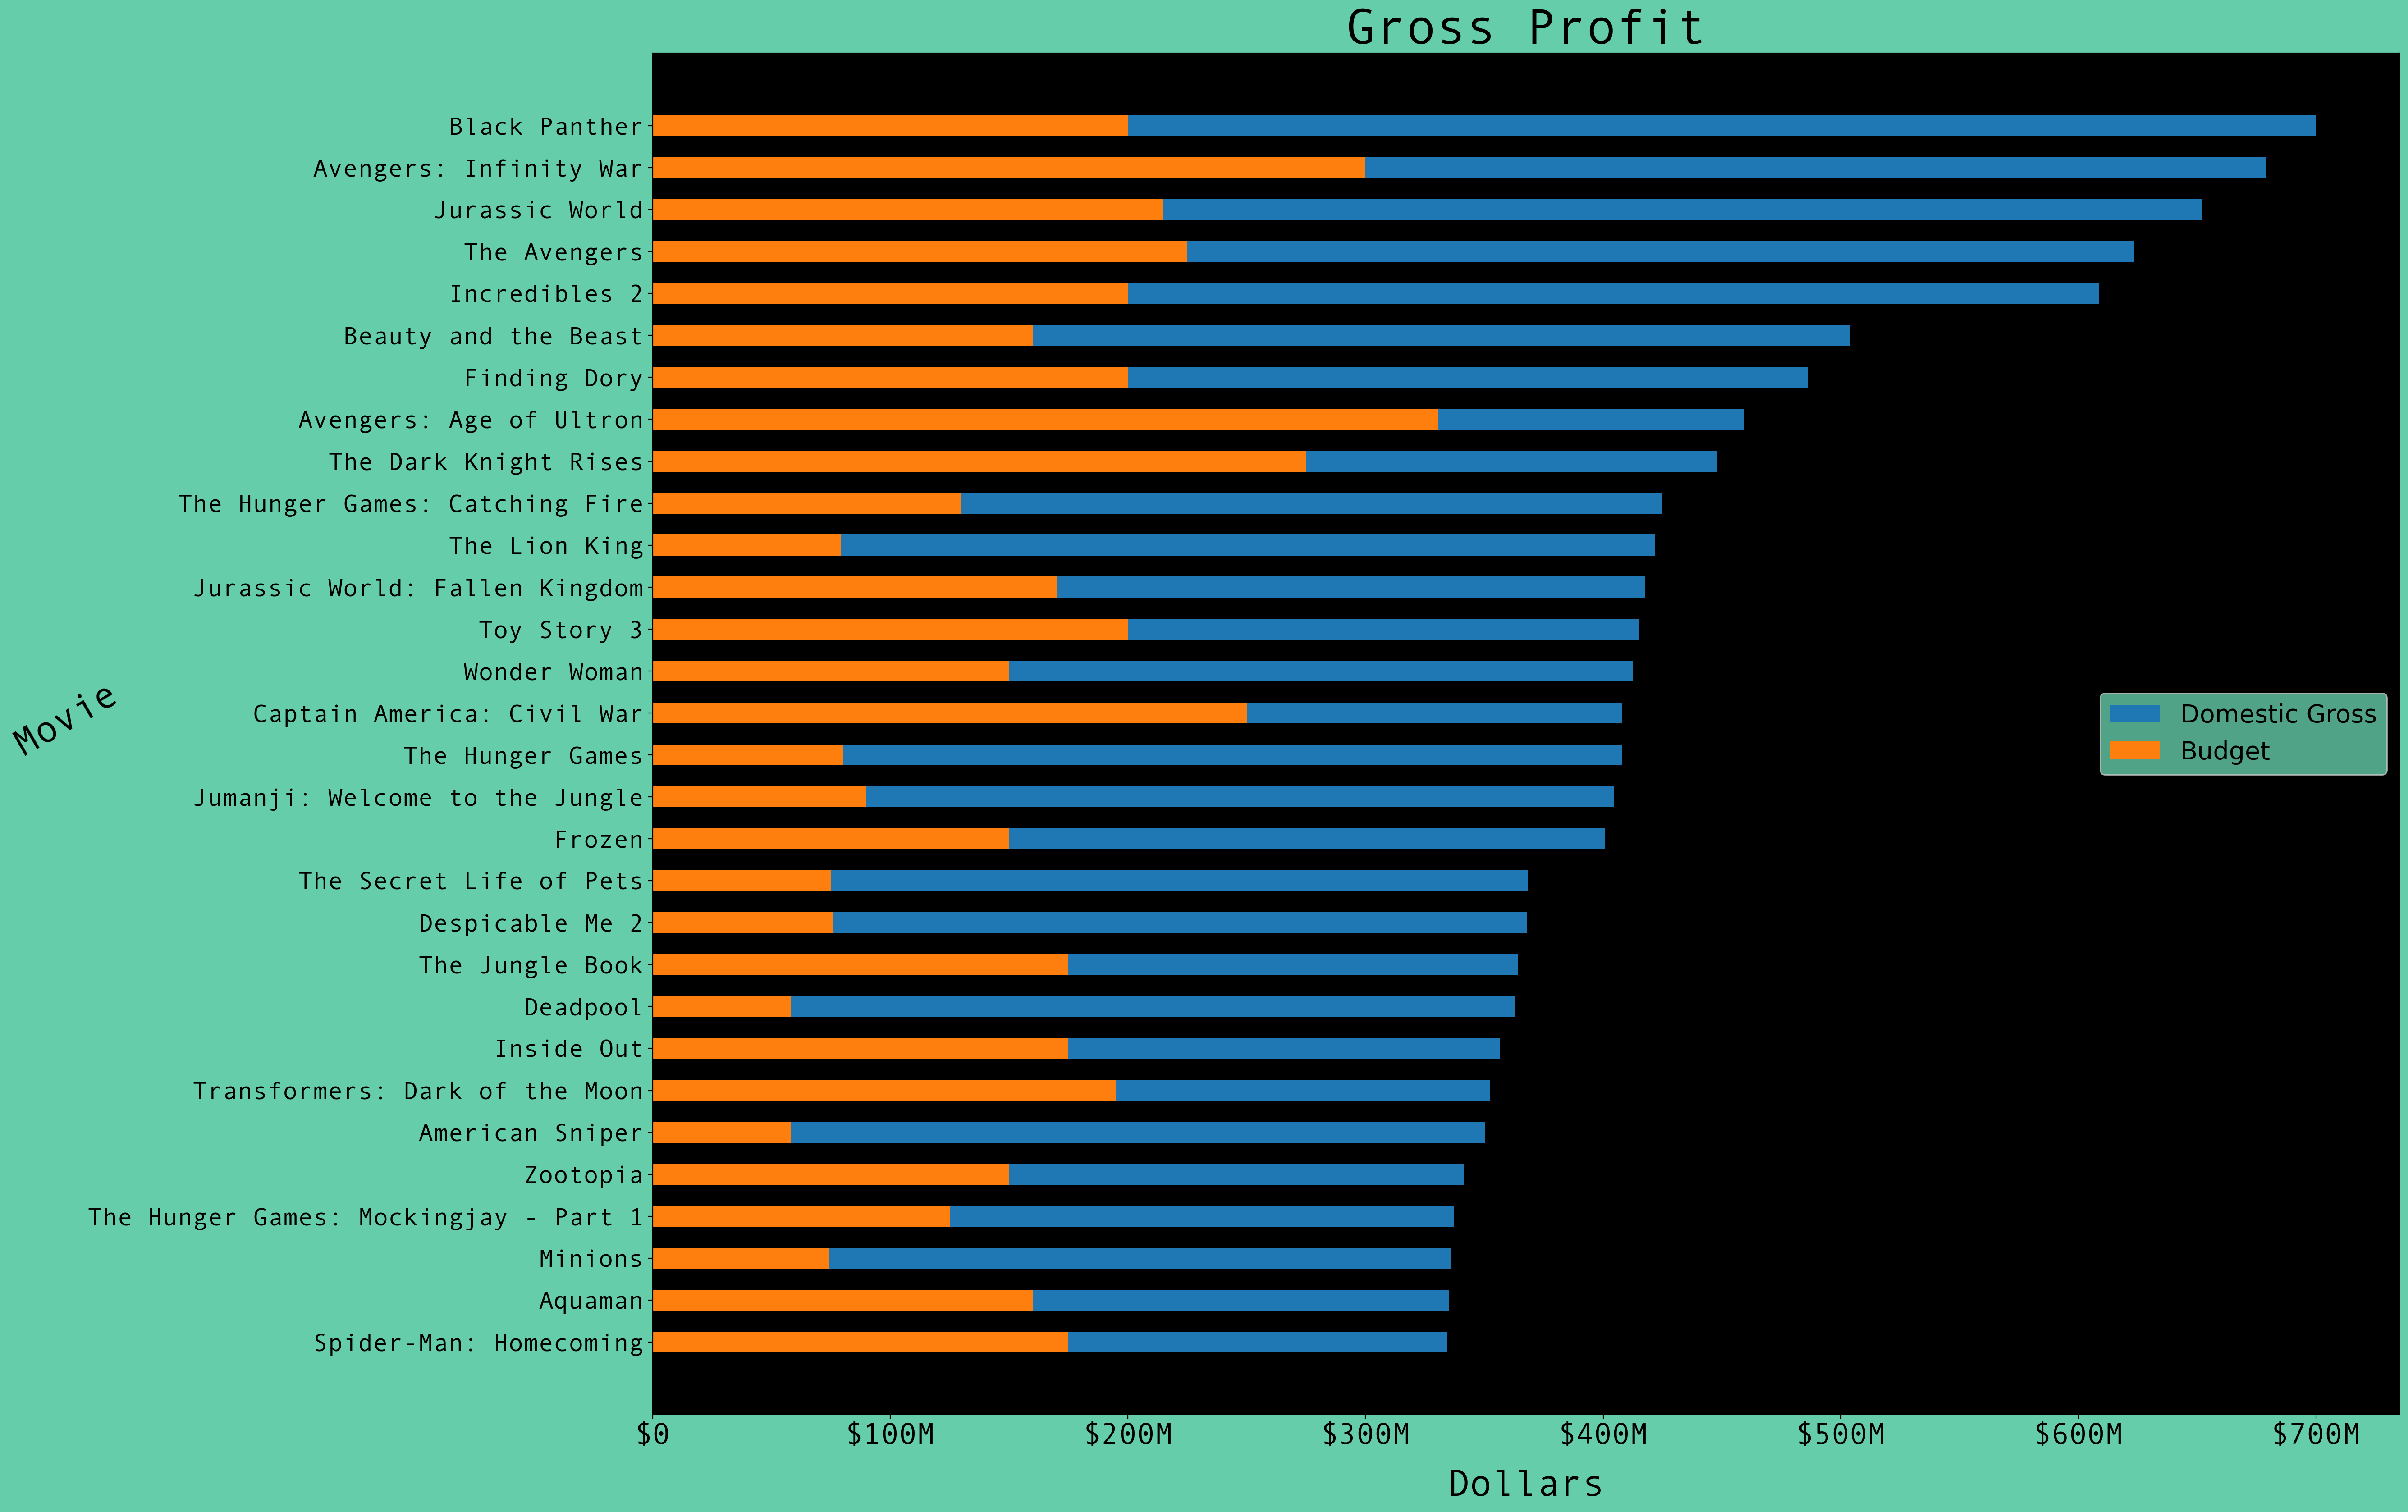 Gross Profit
Black Panther
Avengers: Infinity War
Jurassic World
The Avengers
Incredibles 2
Beauty and the Beast
Finding Dory
Avengers: Age of Ultron
The Dark Knight Rises
The Hunger Games: Catching Fire
The Lion King
Jurassic World: Fallen Kingdom
Toy Story 3
Wonder Woman
Captain America: Civil War
The Hunger Games
Jumanji: Welcome to the Jungle
Frozen
The Secret Life of Pets
Despicable Me 2
The Jungle Book
Deadpool
Inside Out
Transformers: Dark of the Moon
American Sniper
Zootopia
The Hunger Games: Mockingjay - Part 1
Minions
Aquaman
Spider-Man: Homecoming
Movie
Domestic Gross
Budget
$0 $100M $200M $300M $400M $500M $600M $700M
Dollars